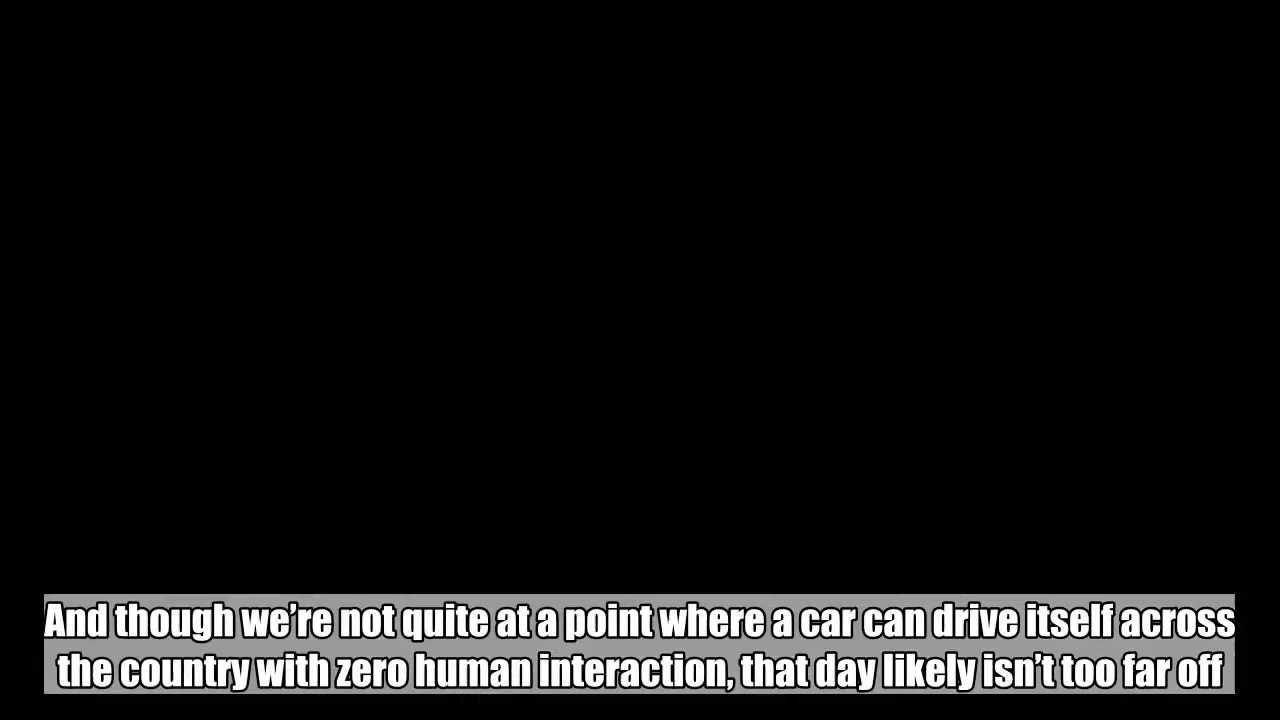 And though we’re not quite at a point where a car can drive itself across
the country with zero human interaction, that day likely isn’t too far off